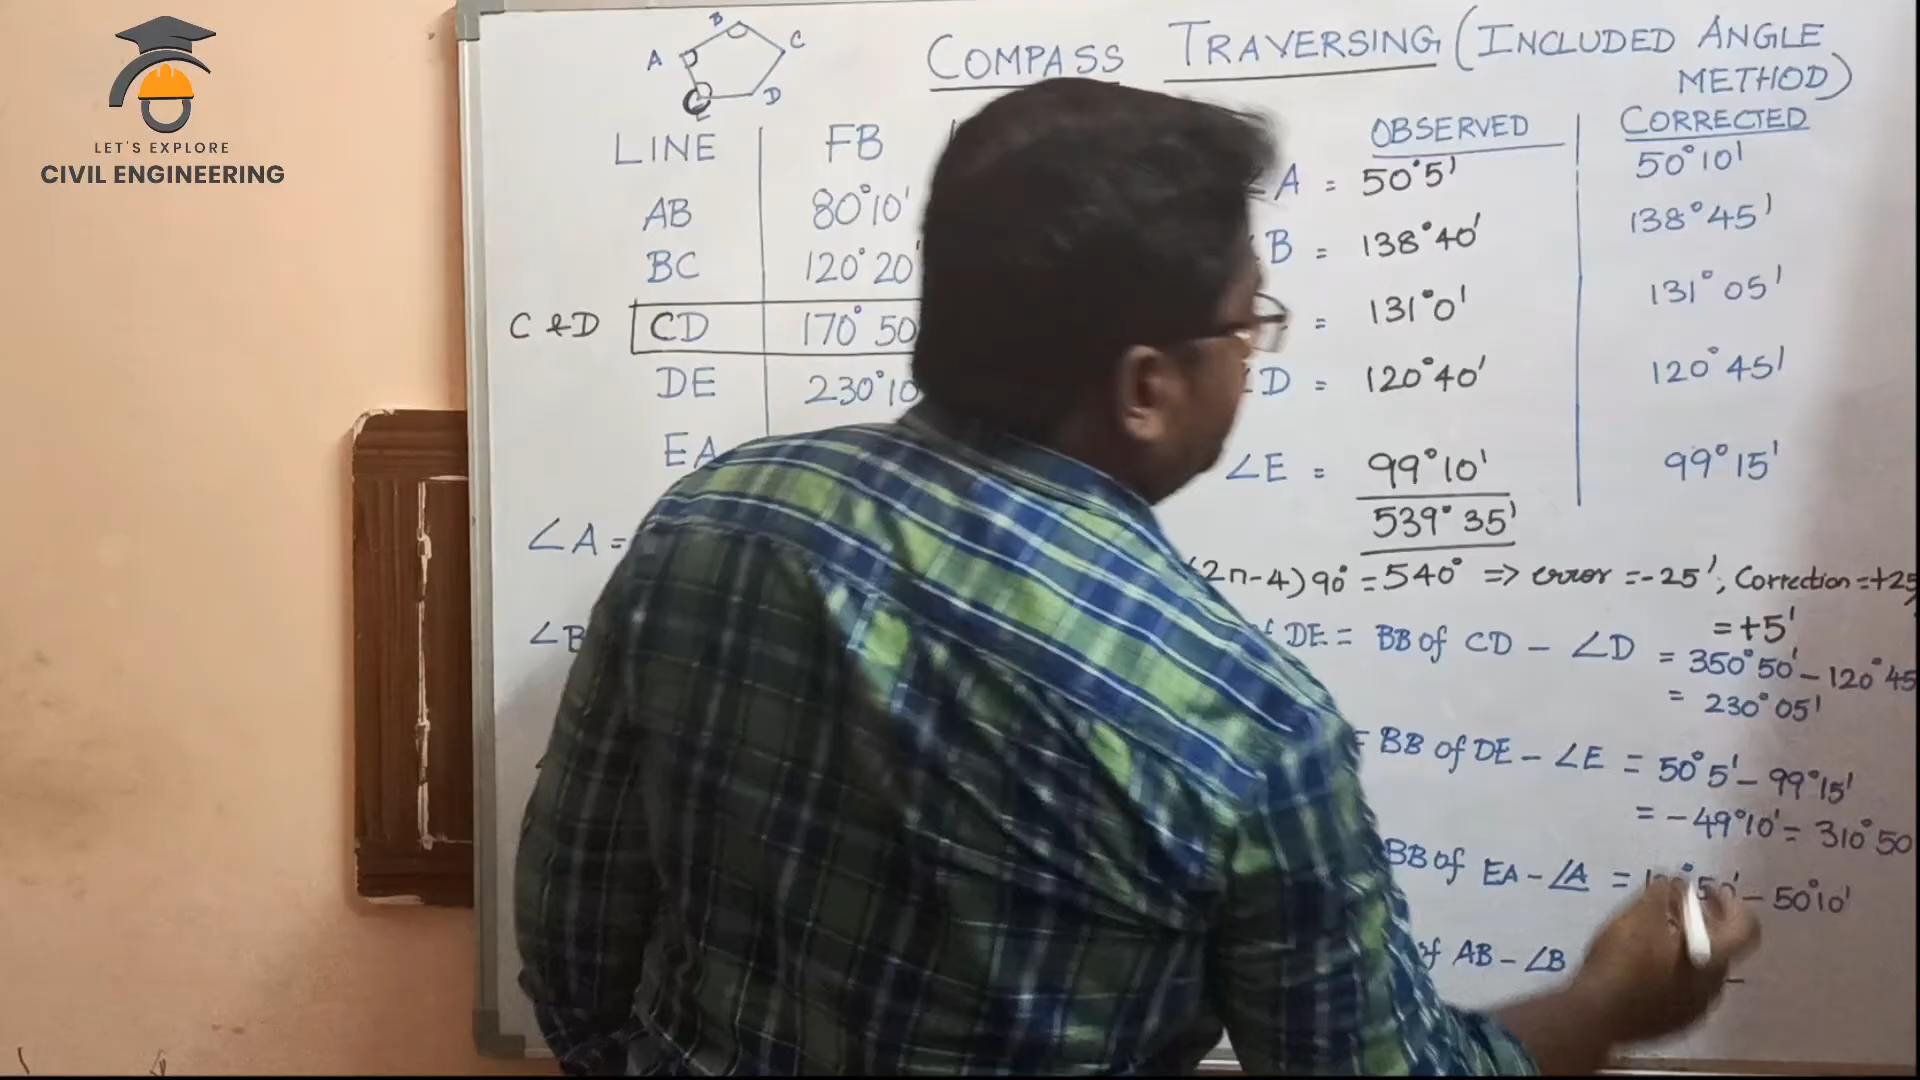 LET'S EXPLORE
CIVIL ENGINEERING
COMPASS TRAVERSING (INCLUDED ANGLE METHOD)
A B C D E
LINE FB
AB 80°10'
BC 120°20'
C & D CD 170°50
DE 230°10
EA
∠A =
∠B
OBSERVED CORRECTED
A = 50°5' 50°10'
B = 138°40' 138°45'
= 131°0' 131°05'
D = 120°40' 120°45'
∠E = 99°10' 99°15'
539°35'
(2n-4)90° = 540° => error = -25', Correction = +25
= +5'
of DE = BB of CD - ∠D = 350°50' - 120°45
= 230°05'
= BB of DE - ∠E = 50°5' - 99°15'
= -49°10' = 310°50
BB of EA - ∠A = 50' - 50°10'
of AB - ∠B